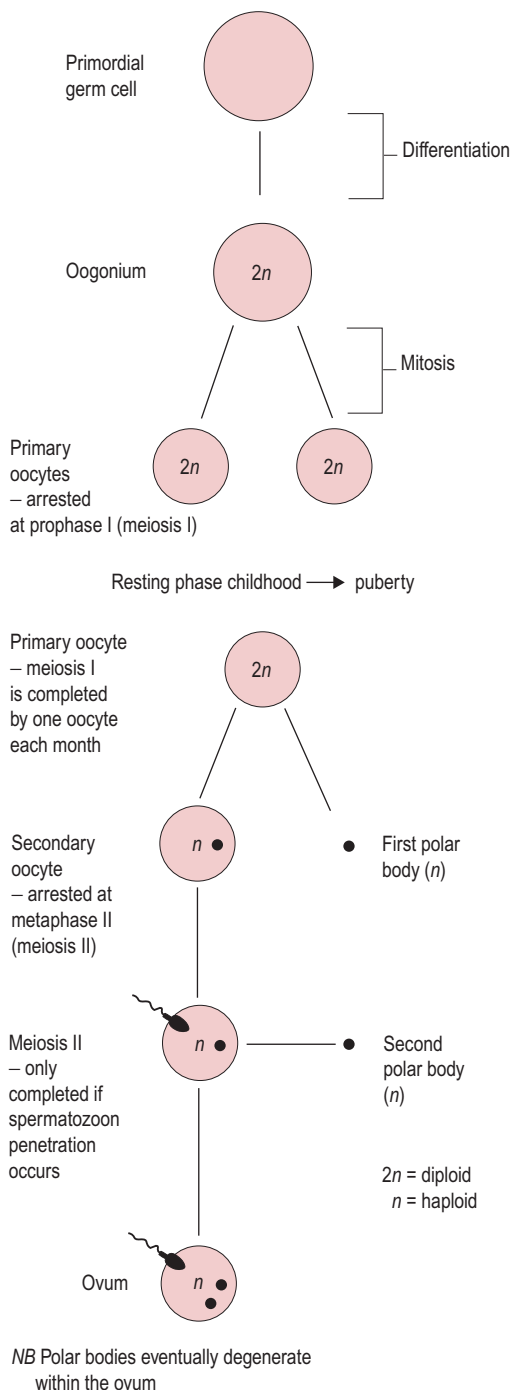 Primordial
germ cell
Differentiation
Oogonium
2n
Mitosis
Primary
oocytes
– arrested
at prophase I (meiosis I)
2n
2n
Resting phase childhood → puberty
Primary oocyte
– meiosis I
is completed
by one oocyte
each month
2n
Secondary
oocyte
– arrested at
metaphase II
(meiosis II)
n
First polar
body (n)
Meiosis II
– only
completed if
spermatozoon
penetration
occurs
n
Second
polar body
(n)
2n = diploid
n = haploid
Ovum
n
NB Polar bodies eventually degenerate
within the ovum